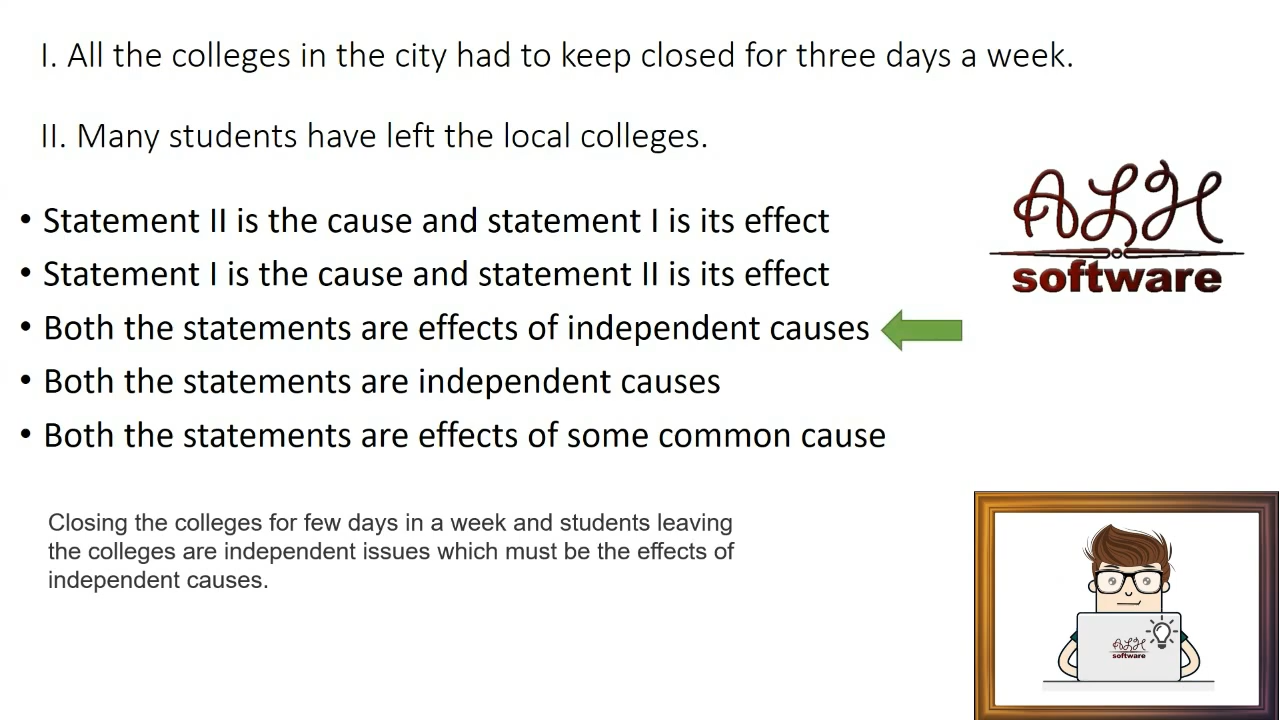 I. All the colleges in the city had to keep closed for three days a week.
II. Many students have left the local colleges.
• Statement II is the cause and statement I is its effect
• Statement I is the cause and statement II is its effect
• Both the statements are effects of independent causes
• Both the statements are independent causes
• Both the statements are effects of some common cause
ALH
software
Closing the colleges for few days in a week and students leaving
the colleges are independent issues which must be the effects of
independent causes.
ALH
software